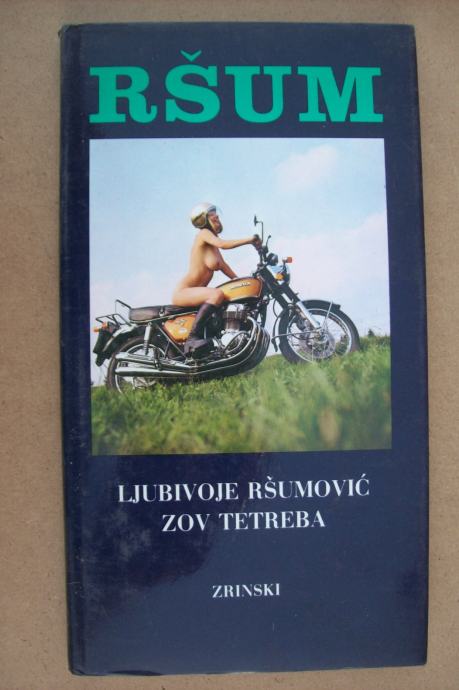 RŠUM
LJUBIVOJE RŠUMOVIĆ
ZOV TETREBA
ZRINSKI